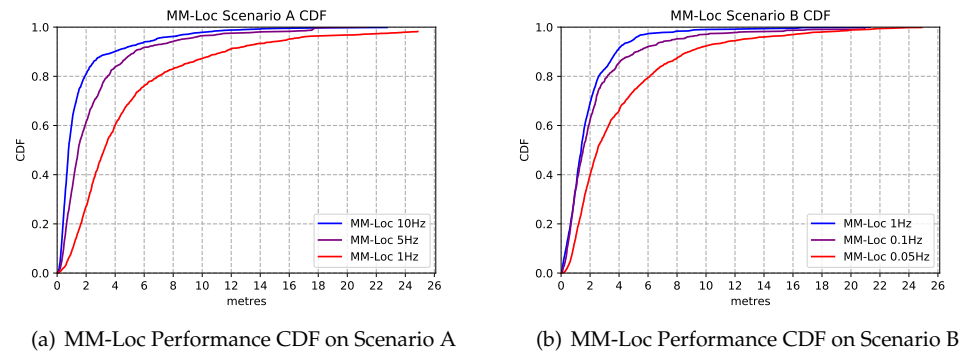 MM-Loc Scenario A CDF
1.0
0.8
0.6
0.4
0.2
0.0
CDF
0 2 4 6 8 10 12 14 16 18 20 22 24 26
metres
MM-Loc 10Hz
MM-Loc 5Hz
MM-Loc 1Hz
(a) MM-Loc Performance CDF on Scenario A
MM-Loc Scenario B CDF
1.0
0.8
0.6
0.4
0.2
0.0
CDF
0 2 4 6 8 10 12 14 16 18 20 22 24 26
metres
MM-Loc 1Hz
MM-Loc 0.1Hz
MM-Loc 0.05Hz
(b) MM-Loc Performance CDF on Scenario B